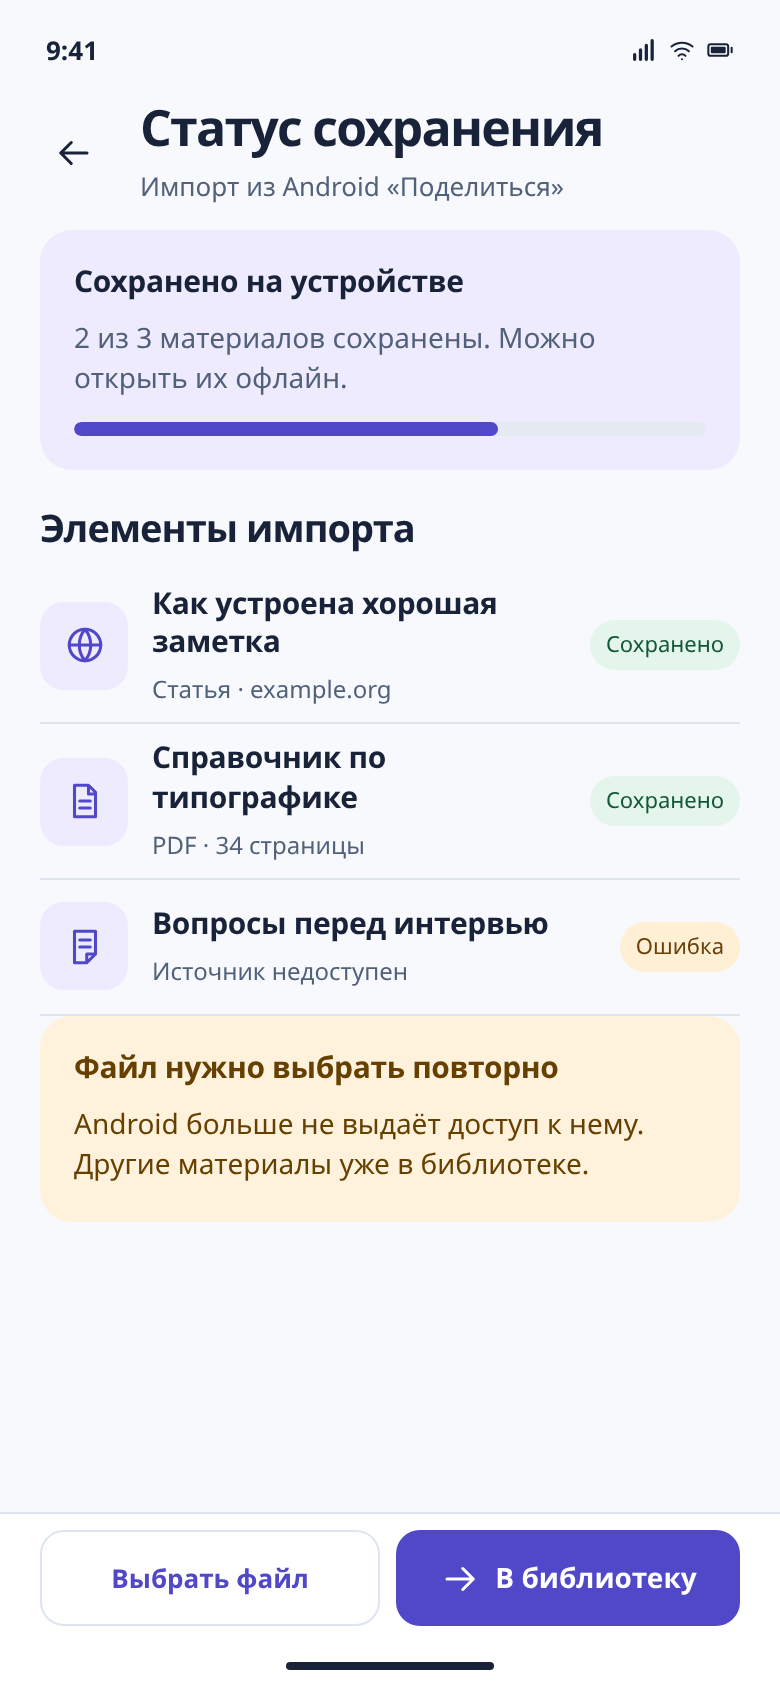 9:41
Статус сохранения
Импорт из Android «Поделиться»
Сохранено на устройстве
2 из 3 материалов сохранены. Можно
открыть их офлайн.
Элементы импорта
Как устроена хорошая
заметка
Статья · example.org
Сохранено
Справочник по
типографике
PDF · 34 страницы
Сохранено
Вопросы перед интервью
Источник недоступен
Ошибка
Файл нужно выбрать повторно
Android больше не выдаёт доступ к нему.
Другие материалы уже в библиотеке.
Выбрать файл
В библиотеку